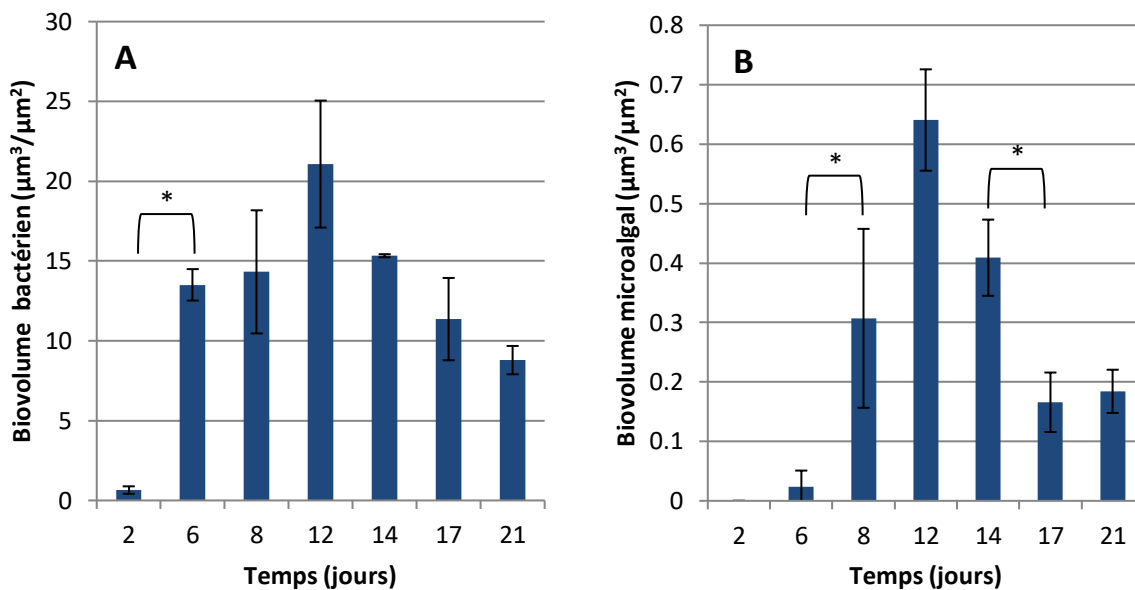 A
Biovolume bactérien (µm³/µm²)
30
25
20
15
10
5
0
*
2 6 8 12 14 17 21
Temps (jours)
B
Biovolume microalgal (µm³/µm²)
0.8
0.7
0.6
0.5
0.4
0.3
0.2
0.1
0
* *
2 6 8 12 14 17 21
Temps (jours)